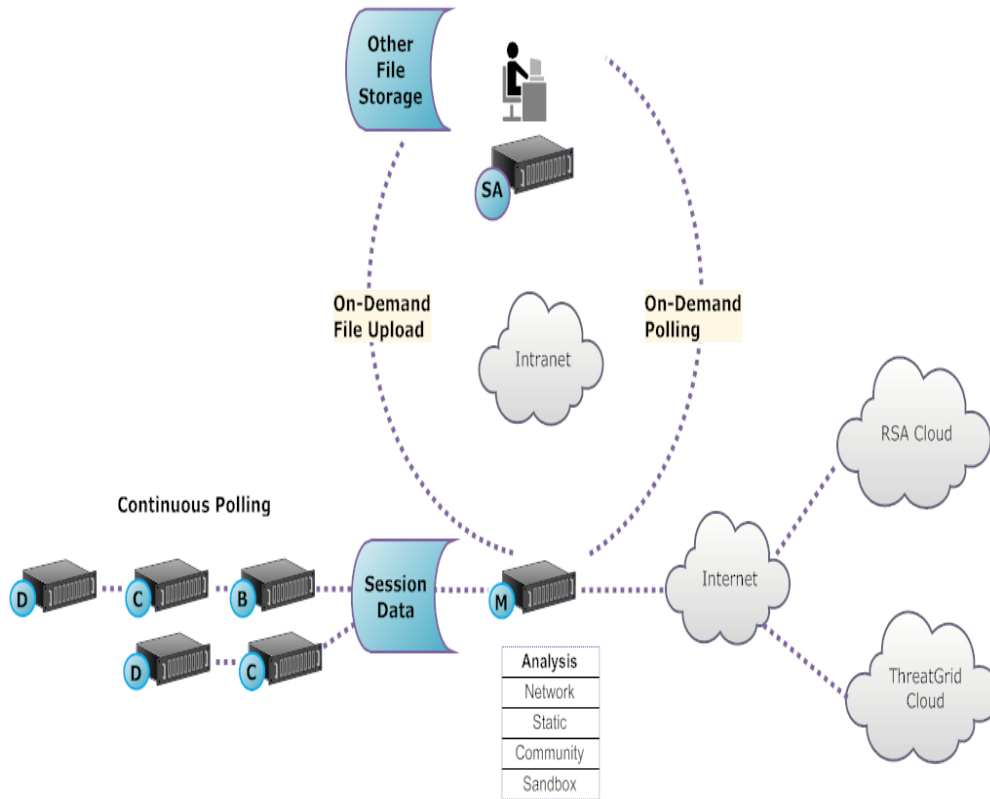 Other
File
Storage
SA
On-Demand
File Upload
On-Demand
Polling
Intranet
RSA Cloud
Continuous Polling
D
C
B
Session
Data
M
Internet
D
C
ThreatGrid
Cloud
Analysis
Network
Static
Community
Sandbox